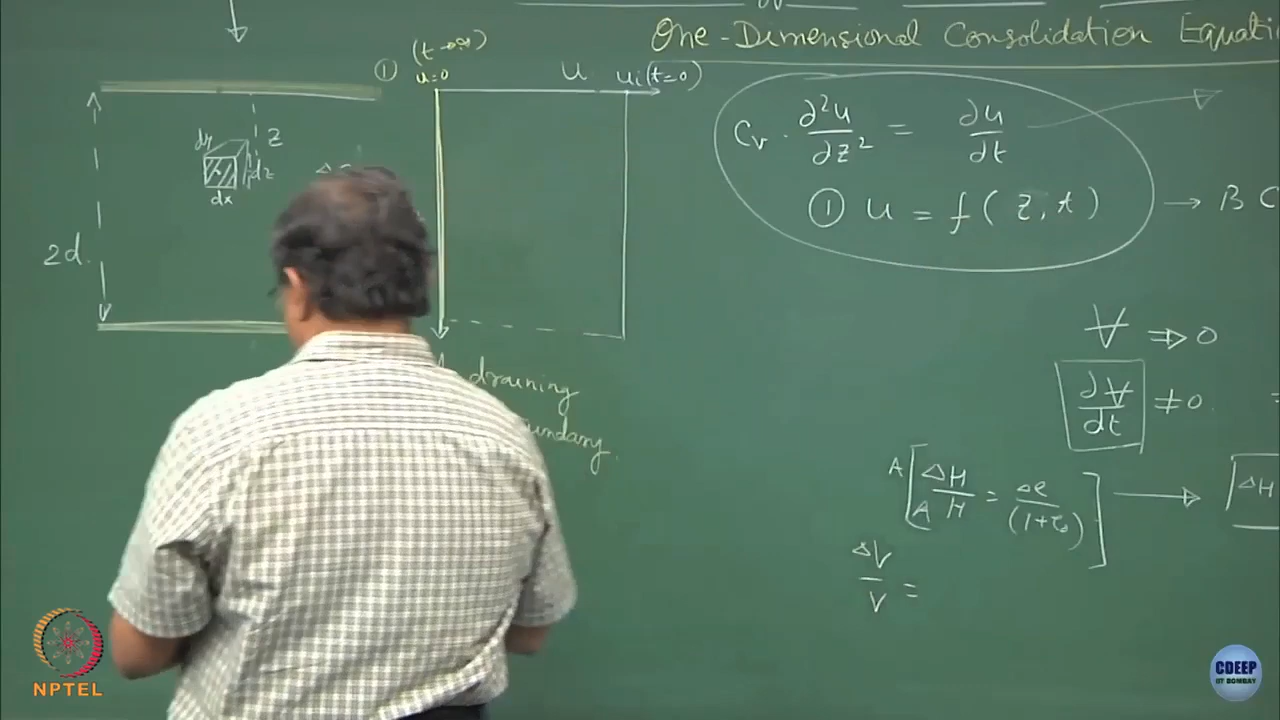 One-Dimensional Consolidation Equati
(t→∞)
① u=0
u
ui(t=0)
Cv · ∂²u/∂z² = ∂u/∂t
① u = f(z,t)
→ B C
dy
z
dz
dx
2d
draining
undary.
V ⇒ 0
∂V/∂t ≠ 0
A [ΔH/H = Δe/(1+e₀)] → ΔH
A
ΔV/V =
NPTEL
CDEEP
IIT BOMBAY